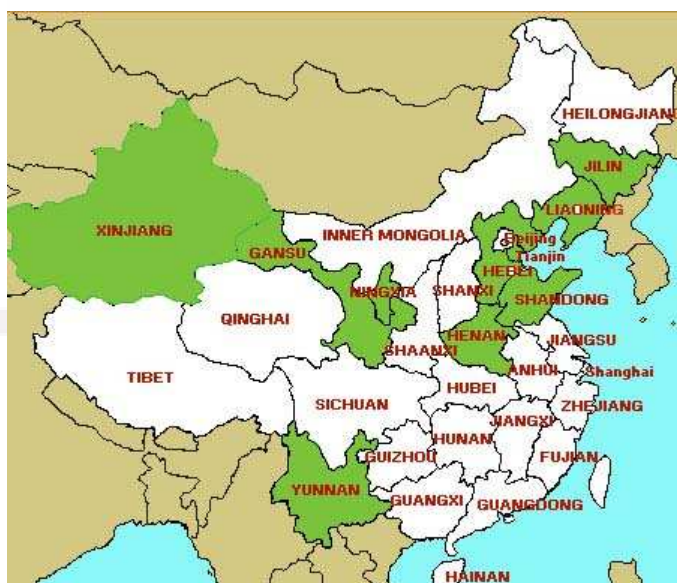 HEILONGJIANG
JILIN
LIAONING
XINJIANG
INNER MONGOLIA
Beijing
GANSU
Tianjin
HEBEI
NINGXIA
SHANXI
SHANDONG
QINGHAI
HENAN
JIANGSU
SHAANXI
ANHUI
Shanghai
TIBET
HUBEI
SICHUAN
ZHEJIANG
JIANGXI
HUNAN
GUIZHOU
FUJIAN
YUNNAN
GUANGXI
GUANGDONG
HAINAN